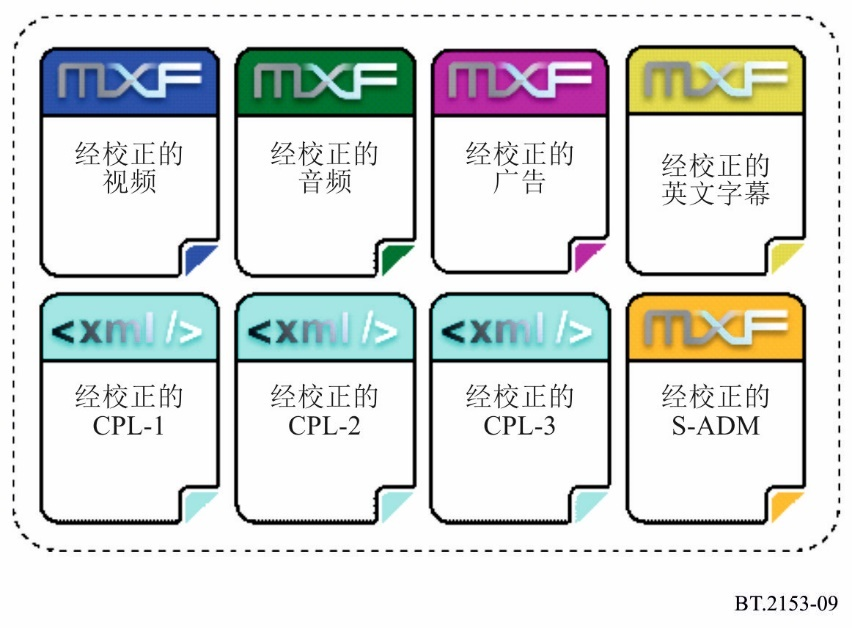 MXF
经校正的
视频
MXF
经校正的
音频
MXF
经校正的
广告
MXF
经校正的
英文字幕
<xml />
经校正的
CPL-1
<xml />
经校正的
CPL-2
<xml />
经校正的
CPL-3
MXF
经校正的
S-ADM
BT.2153-09